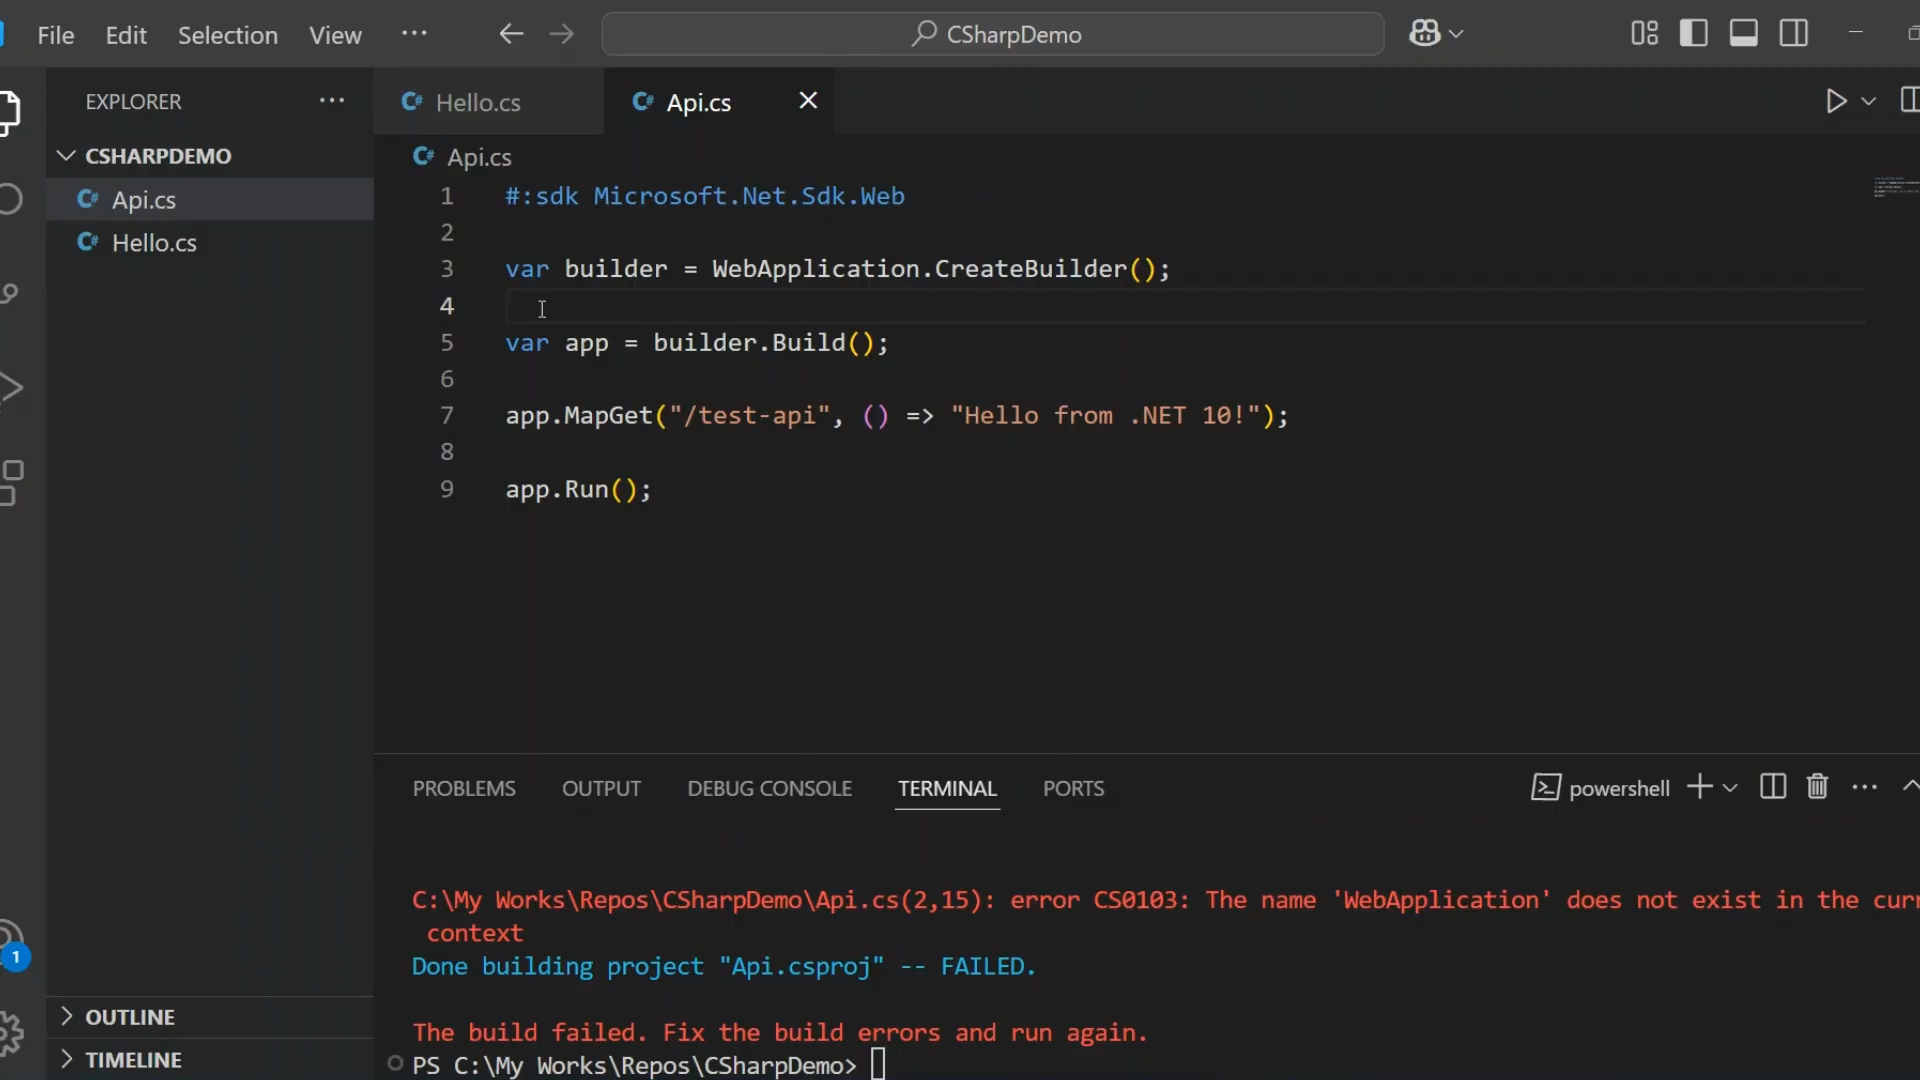 File Edit Selection View ··· CSharpDemo
EXPLORER ···
CSHARPDEMO
Api.cs
Hello.cs
OUTLINE
TIMELINE
1
Hello.cs Api.cs
Api.cs
1 #:sdk Microsoft.Net.Sdk.Web
2
3 var builder = WebApplication.CreateBuilder();
4
5 var app = builder.Build();
6
7 app.MapGet("/test-api", () => "Hello from .NET 10!");
8
9 app.Run();
PROBLEMS OUTPUT DEBUG CONSOLE TERMINAL PORTS powershell
C:\My Works\Repos\CSharpDemo\Api.cs(2,15): error CS0103: The name 'WebApplication' does not exist in the curr
context
Done building project "Api.csproj" -- FAILED.
The build failed. Fix the build errors and run again.
PS C:\My Works\Repos\CSharpDemo>